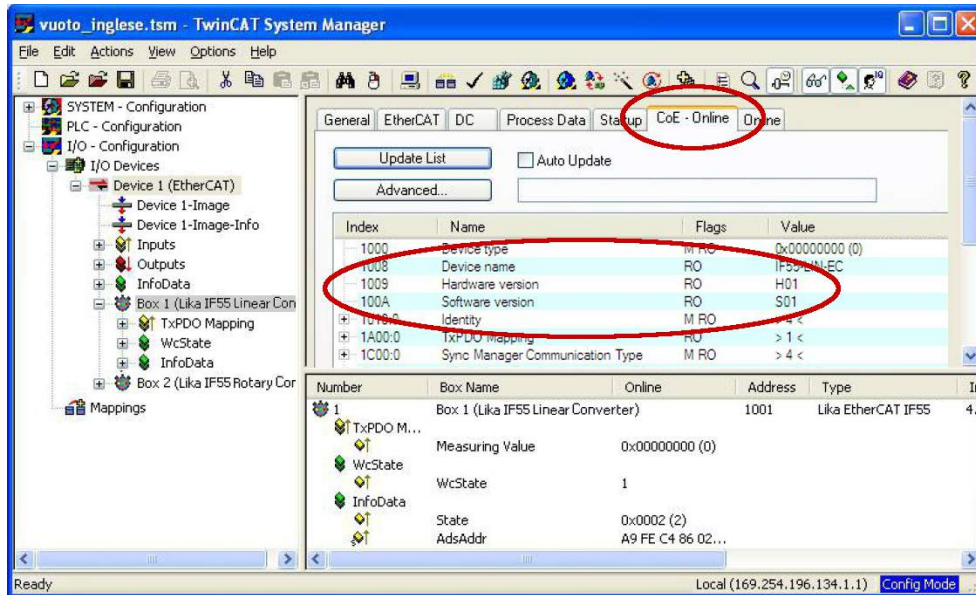 vuoto_inglese.tsm - TwinCAT System Manager
File Edit Actions View Options Help
SYSTEM - Configuration
PLC - Configuration
I/O - Configuration
I/O Devices
Device 1 (EtherCAT)
Device 1-Image
Device 1-Image-Info
Inputs
Outputs
InfoData
Box 1 (Lika IF55 Linear Con
TxPDO Mapping
WcState
InfoData
Box 2 (Lika IF55 Rotary Cor
Mappings
General EtherCAT DC Process Data Startup CoE - Online Online
Update List Auto Update
Advanced...
Index Name Flags Value
1000 Device type M RO 0x00000000 (0)
1008 Device name RO IF55-LIN-EC
1009 Hardware version RO H01
100A Software version RO S01
1018:0 Identity M RO > 4 <
1A00:0 TxPDO Mapping RO > 1 <
1C00:0 Sync Manager Communication Type M RO > 4 <
Number Box Name Online Address Type
1 Box 1 (Lika IF55 Linear Converter) 1001 Lika EtherCAT IF55 4.
TxPDO M...
Measuring Value 0x00000000 (0)
WcState
WcState 1
InfoData
State 0x0002 (2)
AdsAddr A9 FE C4 86 02...
Ready Local (169.254.196.134.1.1) Config Mode